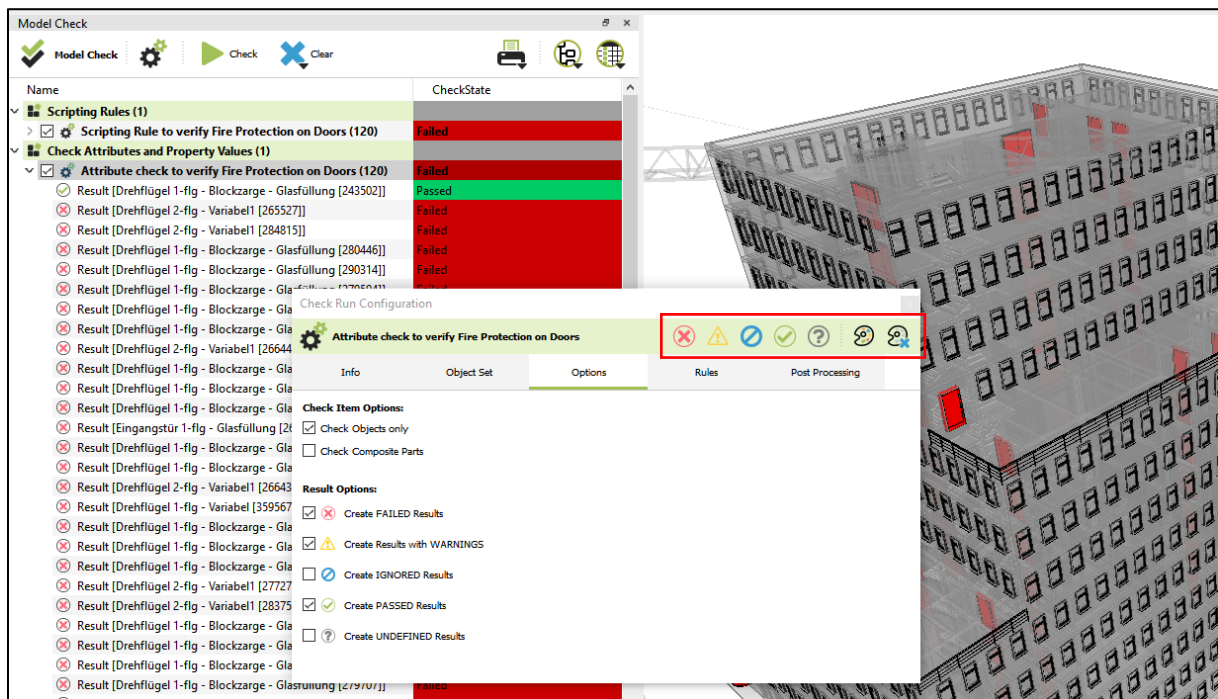 Model Check
Model Check Check Clear
Name CheckState
Scripting Rules (1)
Scripting Rule to verify Fire Protection on Doors (120) Failed
Check Attributes and Property Values (1)
Attribute check to verify Fire Protection on Doors (120) Failed
Result [Drehflügel 1-flg - Blockzarge - Glasfüllung [243502]] Passed
Result [Drehflügel 2-flg - Variabel1 [265527]] Failed
Result [Drehflügel 2-flg - Variabel1 [284815]] Failed
Result [Drehflügel 1-flg - Blockzarge - Glasfüllung [280446]] Failed
Result [Drehflügel 1-flg - Blockzarge - Glasfüllung [290314]] Failed
Result [Drehflügel 1-flg - Blockzarge -
Result [Drehflügel 1-flg - Blockzarge - Gla
Result [Drehflügel 1-flg - Blockzarge - Gla
Result [Drehflügel 2-flg - Variabel1 [26644
Result [Drehflügel 1-flg - Blockzarge - Gla
Result [Drehflügel 1-flg - Blockzarge - Gla
Result [Drehflügel 1-flg - Blockzarge - Gla
Result [Eingangstür 1-flg - Glasfüllung [26
Result [Drehflügel 1-flg - Blockzarge - Gla
Result [Drehflügel 1-flg - Blockzarge - Gla
Result [Drehflügel 2-flg - Variabel1 [26643
Result [Drehflügel 1-flg - Variabel [359567
Result [Drehflügel 1-flg - Blockzarge - Gla
Result [Drehflügel 1-flg - Blockzarge - Gla
Result [Drehflügel 1-flg - Blockzarge - Gla
Result [Drehflügel 2-flg - Variabel1 [27727
Result [Drehflügel 2-flg - Variabel1 [28375
Result [Drehflügel 1-flg - Blockzarge - Gla
Result [Drehflügel 1-flg - Blockzarge - Gla
Result [Drehflügel 1-flg - Blockzarge - Gla
Result [Drehflügel 1-flg - Blockzarge - Glasfüllung [279707]] Failed
Check Run Configuration
Attribute check to verify Fire Protection on Doors
Info Object Set Options Rules Post Processing
Check Item Options:
Check Objects only
Check Composite Parts
Result Options:
Create FAILED Results
Create Results with WARNINGS
Create IGNORED Results
Create PASSED Results
Create UNDEFINED Results